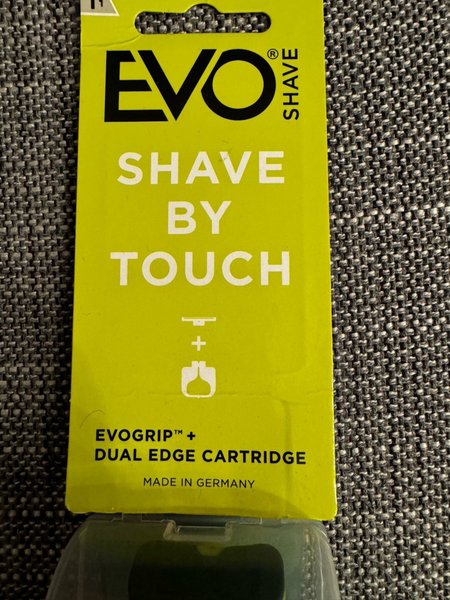 EVO®
SHAVE
SHAVE
BY
TOUCH
+
EVOGRIP™ +
DUAL EDGE CARTRIDGE
MADE IN GERMANY